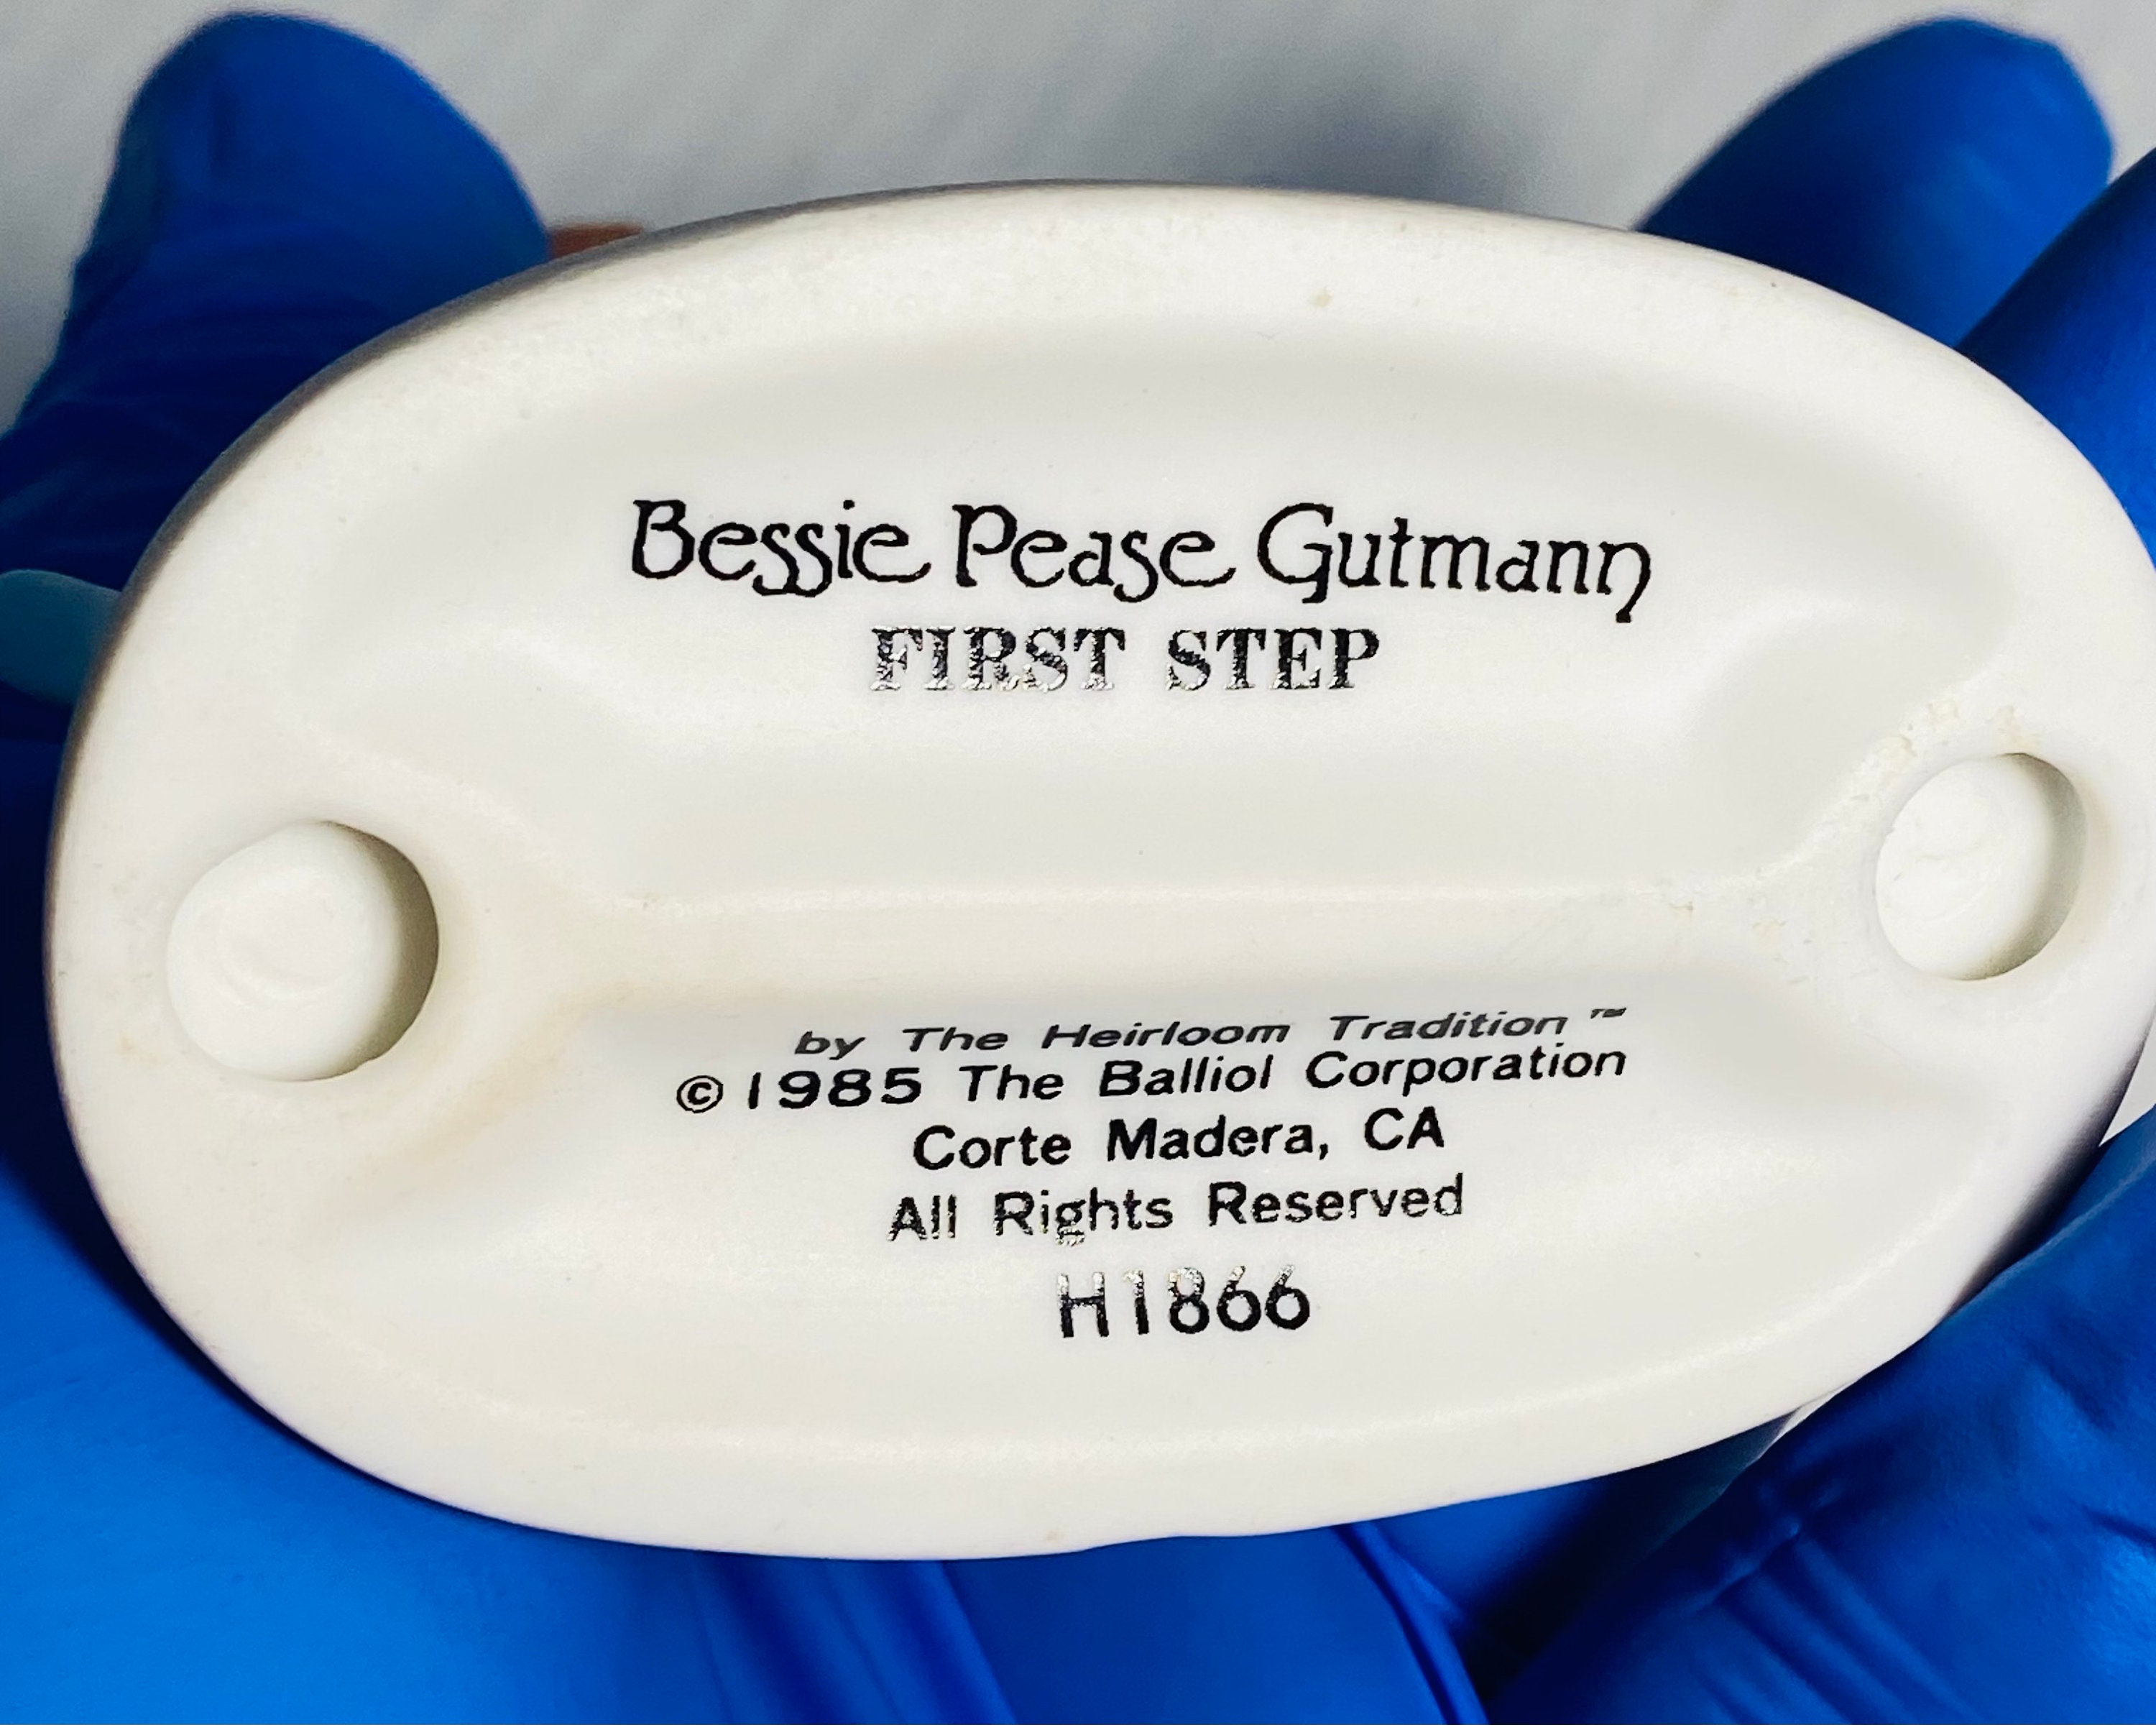 Bessie Pease Gutmann
FIRST STEP
by The Heirloom Tradition™
© 1985 The Balliol Corporation
Corte Madera, CA
All Rights Reserved
H1866